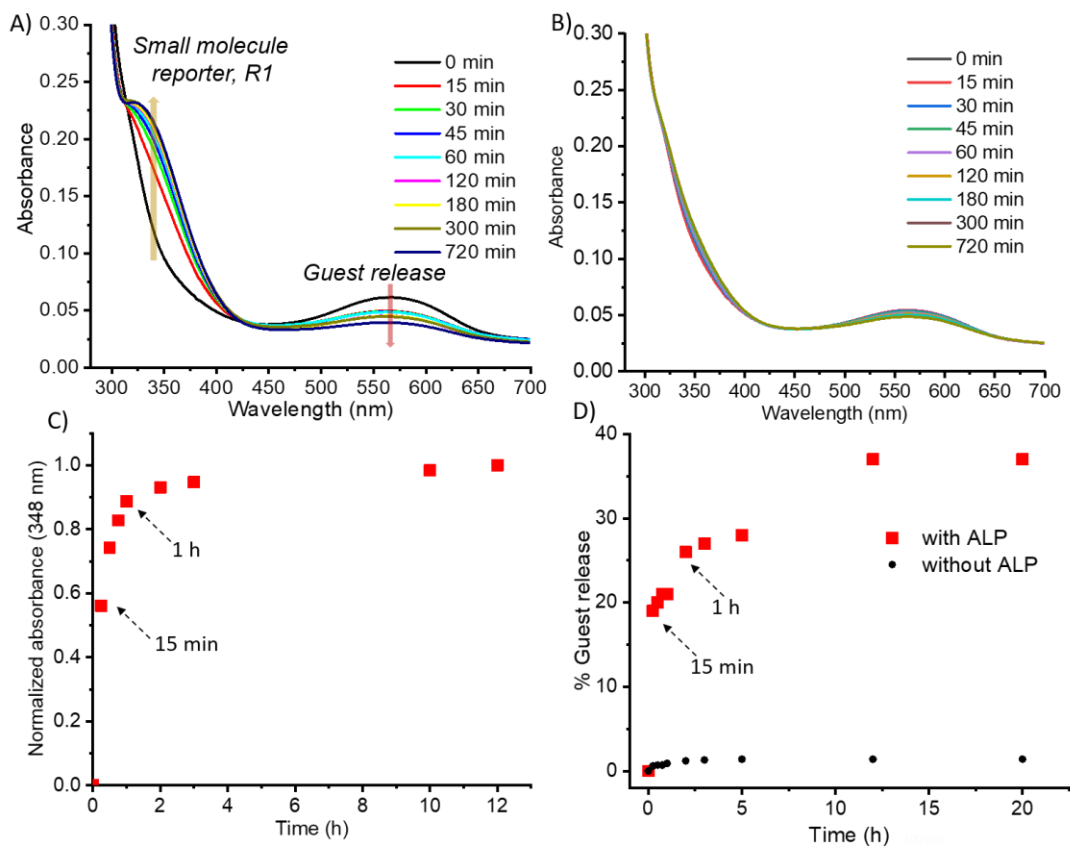 A)
Small molecule
reporter, R1
Guest release
0 min
15 min
30 min
45 min
60 min
120 min
180 min
300 min
720 min
0.30
0.25
0.20
0.15
0.10
0.05
0.00
Absorbance
300 350 400 450 500 550 600 650 700
Wavelength (nm)
B)
0 min
15 min
30 min
45 min
60 min
120 min
180 min
300 min
720 min
0.30
0.25
0.20
0.15
0.10
0.05
0.00
Absorbance
300 350 400 450 500 550 600 650 700
Wavelength (nm)
C)
1.0
0.8
0.6
0.4
0.2
0.0
Normalized absorbance (348 nm)
1 h
15 min
0 2 4 6 8 10 12
Time (h)
D)
40
30
20
10
0
% Guest release
with ALP
without ALP
1 h
15 min
0 5 10 15 20
Time (h)